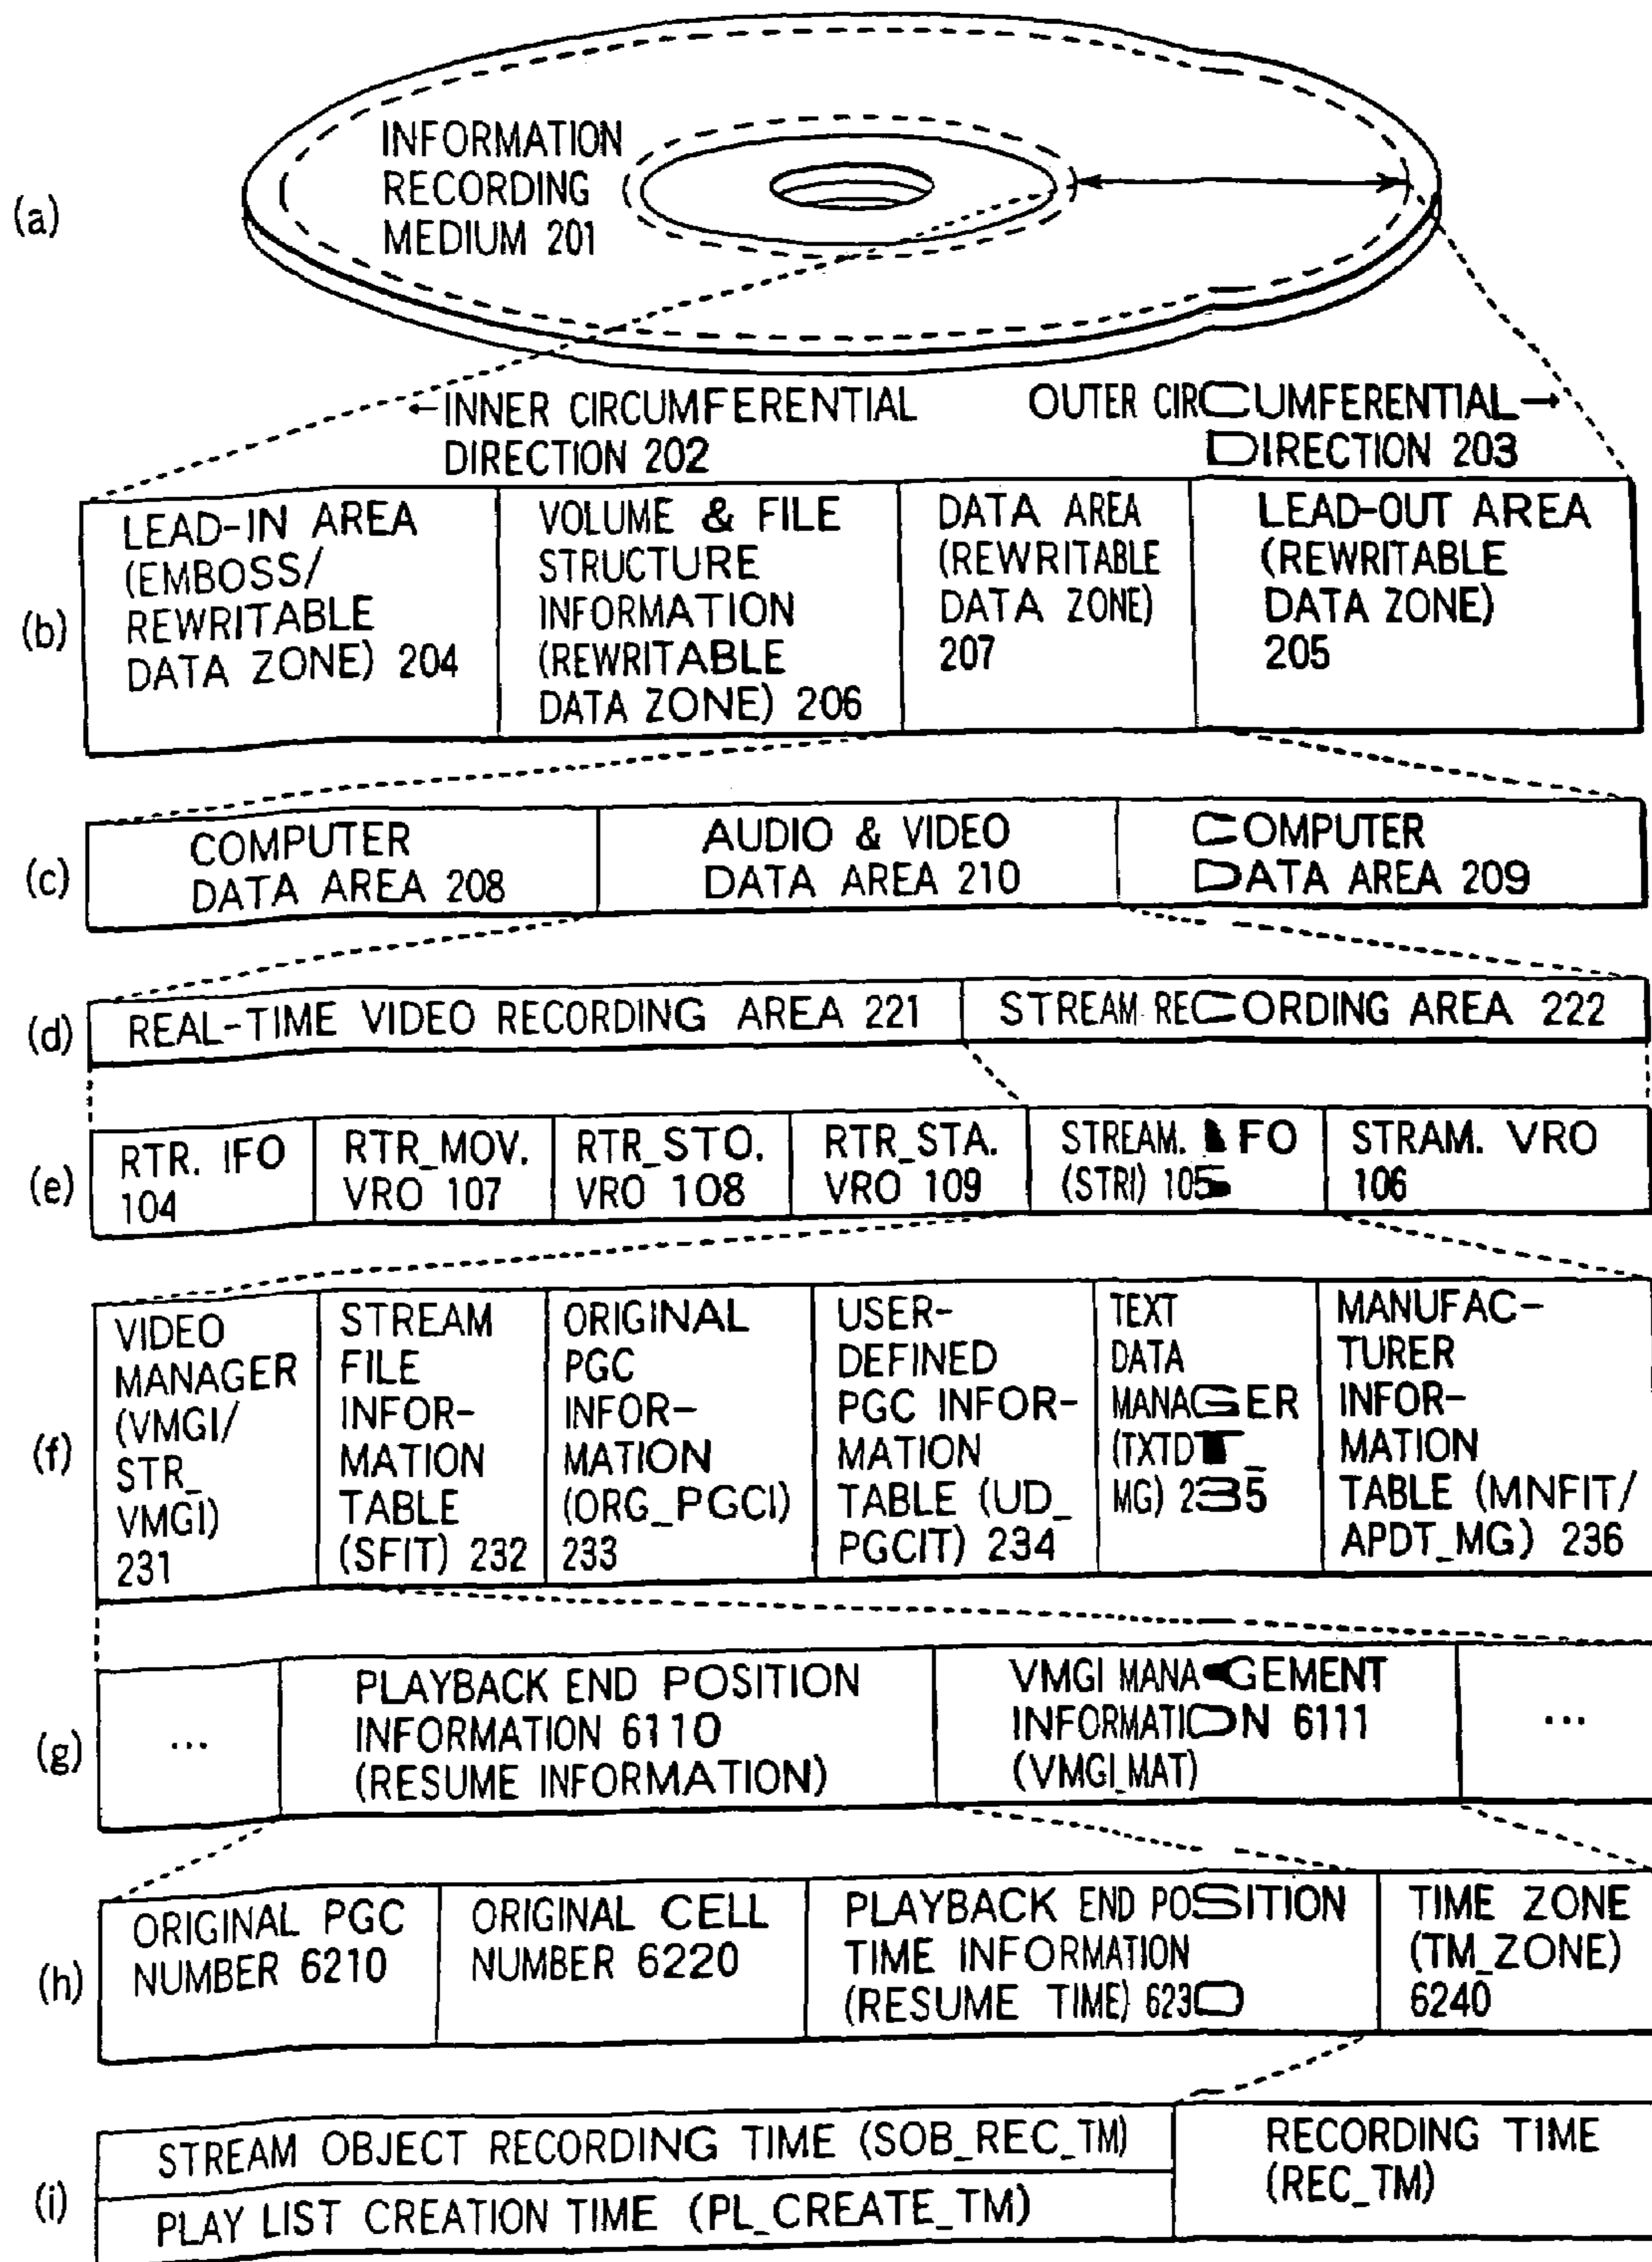 (a)
INFORMATION
RECORDING
MEDIUM 201
←INNER CIRCUMFERENTIAL
DIRECTION 202
OUTER CIRCUMFERENTIAL→
DIRECTION 203
(b)
LEAD-IN AREA
(EMBOSS/
REWRITABLE
DATA ZONE) 204
VOLUME & FILE
STRUCTURE
INFORMATION
(REWRITABLE
DATA ZONE) 206
DATA AREA
(REWRITABLE
DATA ZONE)
207
LEAD-OUT AREA
(REWRITABLE
DATA ZONE)
205
(c)
COMPUTER
DATA AREA 208
AUDIO & VIDEO
DATA AREA 210
COMPUTER
DATA AREA 209
(d)
REAL-TIME VIDEO RECORDING AREA 221
STREAM RECORDING AREA 222
(e)
RTR. IFO
104
RTR_MOV.
VRO 107
RTR_STO.
VRO 108
RTR_STA.
VRO 109
STREAM. IFO
(STRI) 105
STRAM. VRO
106
(f)
VIDEO
MANAGER
(VMGI/
STR_
VMGI)
231
STREAM
FILE
INFOR-
MATION
TABLE
(SFIT) 232
ORIGINAL
PGC
INFOR-
MATION
(ORG_PGCI)
233
USER-
DEFINED
PGC INFOR-
MATION
TABLE (UD_
PGCIT) 234
TEXT
DATA
MANAGER
(TXTDT_
MG) 235
MANUFAC-
TURER
INFOR-
MATION
TABLE (MNFIT/
APDT_MG) 236
(g)
...
PLAYBACK END POSITION
INFORMATION 6110
(RESUME INFORMATION)
VMGI MANAGEMENT
INFORMATION 6111
(VMGI_MAT)
...
(h)
ORIGINAL PGC
NUMBER 6210
ORIGINAL CELL
NUMBER 6220
PLAYBACK END POSITION
TIME INFORMATION
(RESUME TIME) 6230
TIME ZONE
(TM_ZONE)
6240
(i)
STREAM OBJECT RECORDING TIME (SOB_REC_TM)
PLAY LIST CREATION TIME (PL_CREATE_TM)
RECORDING TIME
(REC_TM)